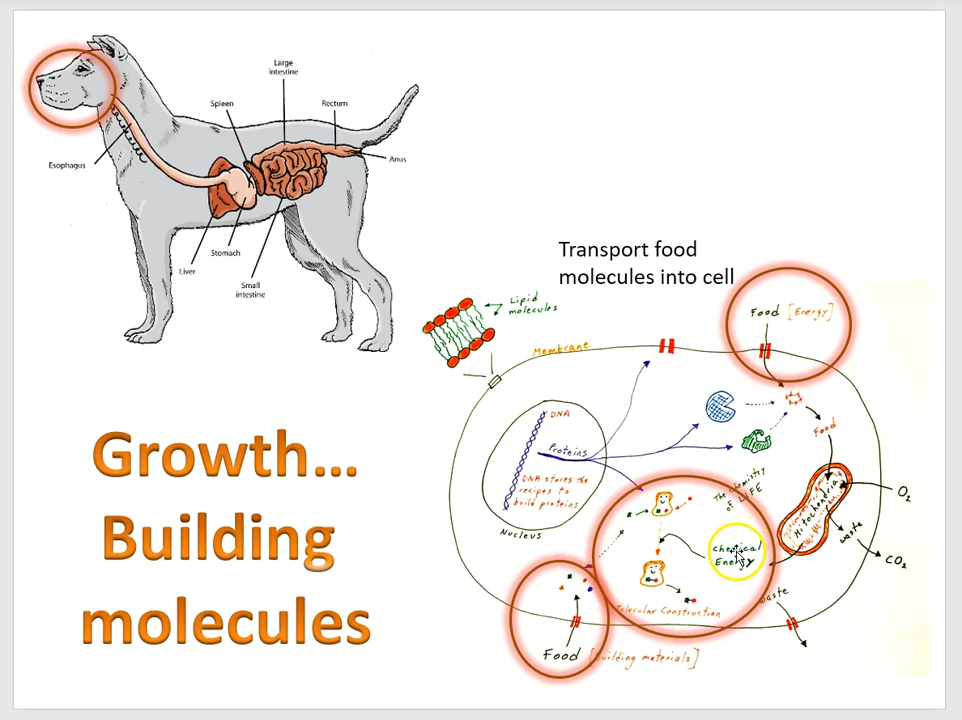 Large
intestine
Spleen
Rectum
Esophagus
Anus
Stomach
Liver
Small
intestine
Transport food
molecules into cell
Lipid
molecules
Food [Energy]
Membrane
DNA
Food
Proteins
The chemistry
of LIFE
DNA stores the
recipes to
build proteins
Mitochondria
O₂
Nucleus
waste
Chemical
Energy
CO₂
waste
Molecular Construction
Food [Building materials]
Growth...
Building
molecules